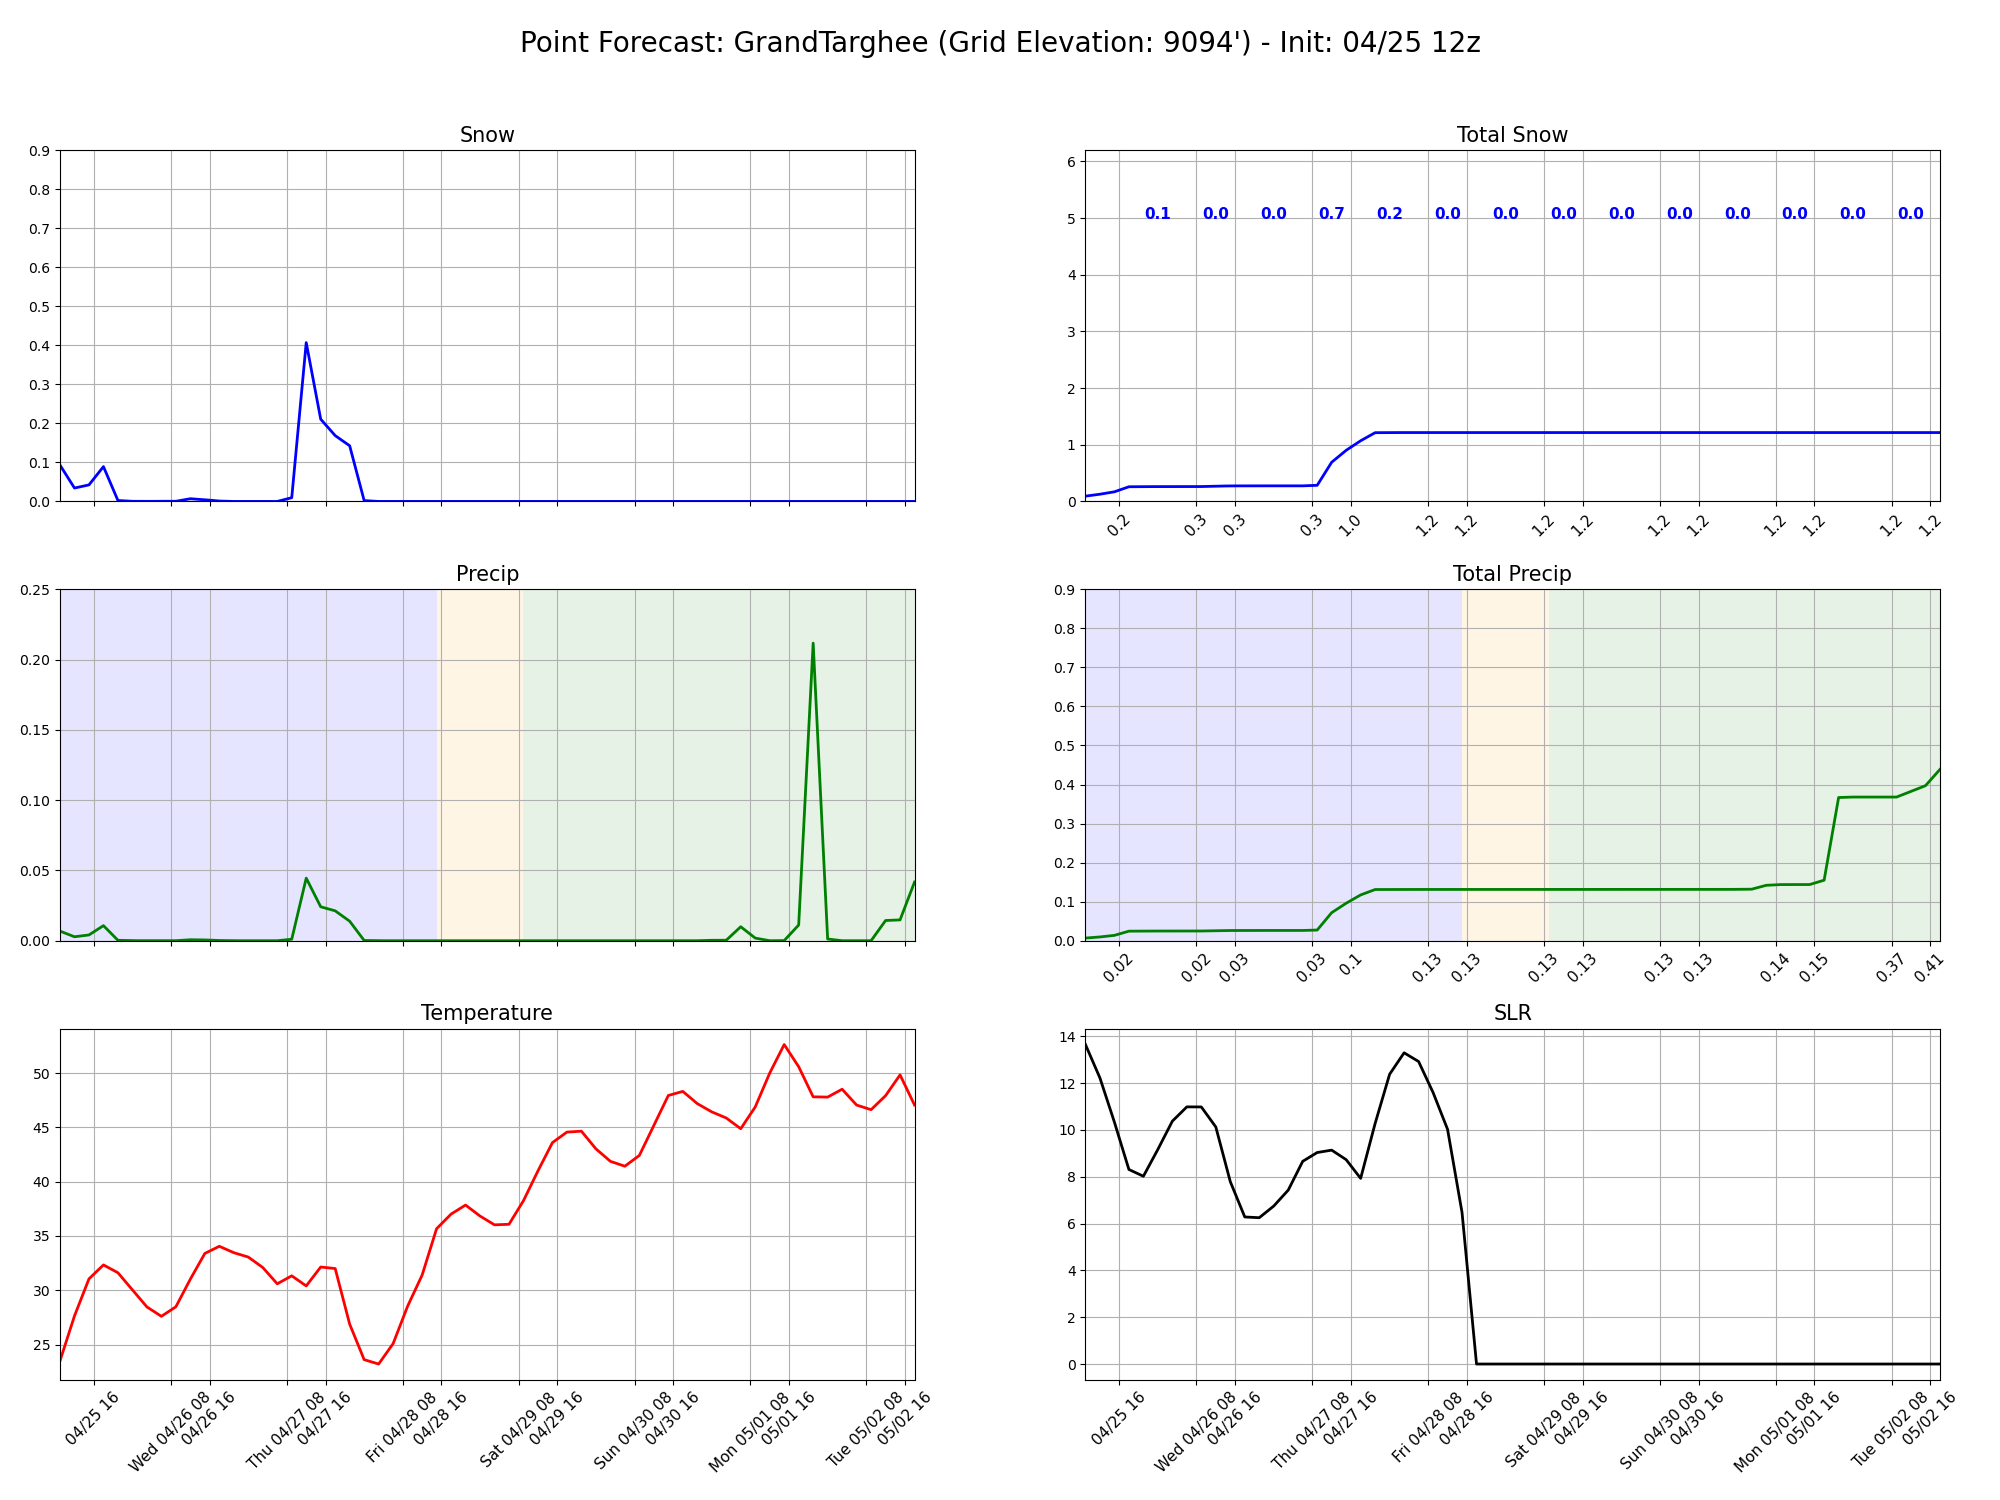 Point Forecast: GrandTarghee (Grid Elevation: 9094') - Init: 04/25 12z
Snow
0.9
0.8
0.7
0.6
0.5
0.4
0.3
0.2
0.1
0.0
Total Snow
6
5
4
3
2
1
0
0.1 0.0 0.0 0.7 0.2 0.0 0.0 0.0 0.0 0.0 0.0 0.0 0.0 0.0
0.2 0.3 0.3 0.3 1.0 1.2 1.2 1.2 1.2 1.2 1.2 1.2 1.2 1.2 1.2
Precip
0.25
0.20
0.15
0.10
0.05
0.00
Total Precip
0.9
0.8
0.7
0.6
0.5
0.4
0.3
0.2
0.1
0.0
0.02 0.02 0.03 0.03 0.1 0.13 0.13 0.13 0.13 0.13 0.13 0.14 0.15 0.37 0.41
Temperature
50
45
40
35
30
25
04/25 16
Wed 04/26 08
04/26 16
Thu 04/27 08
04/27 16
Fri 04/28 08
04/28 16
Sat 04/29 08
04/29 16
Sun 04/30 08
04/30 16
Mon 05/01 08
05/01 16
Tue 05/02 08
05/02 16
SLR
14
12
10
8
6
4
2
0
04/25 16
Wed 04/26 08
04/26 16
Thu 04/27 08
04/27 16
Fri 04/28 08
04/28 16
Sat 04/29 08
04/29 16
Sun 04/30 08
04/30 16
Mon 05/01 08
05/01 16
Tue 05/02 08
05/02 16